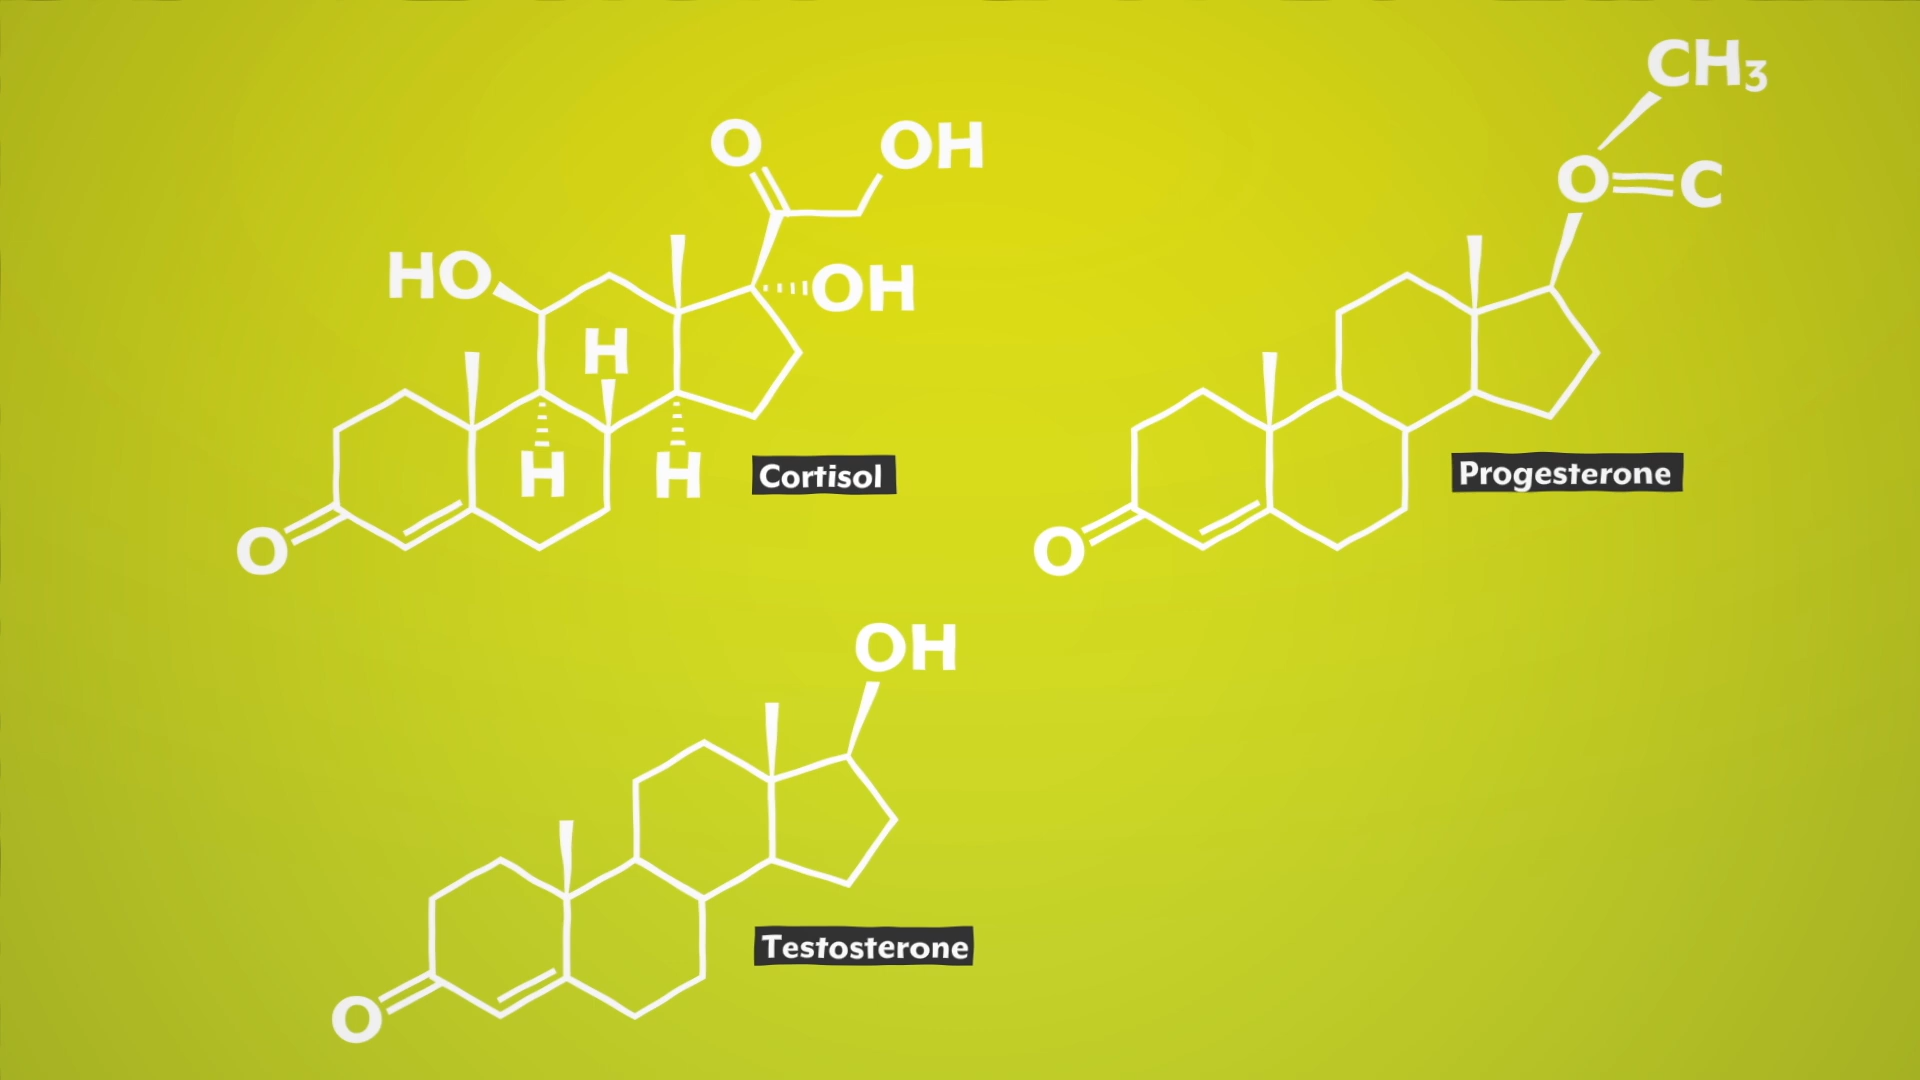 O
OH
HO
OH
H
H
H
O
Cortisol
CH₃
O=C
O
Progesterone
OH
O
Testosterone